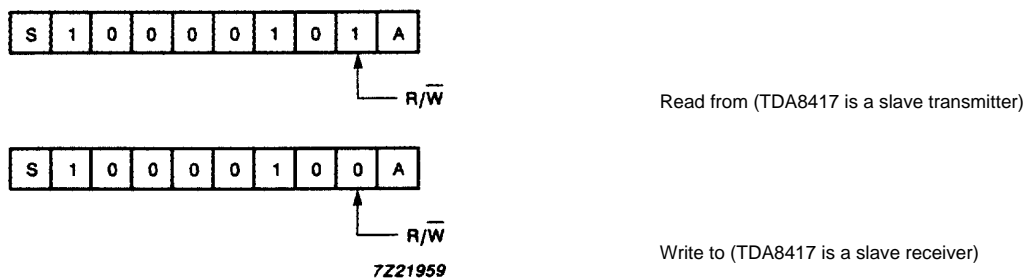 S 1 0 0 0 0 1 0 1 A
R/W̅
Read from (TDA8417 is a slave transmitter)
S 1 0 0 0 0 1 0 0 A
R/W̅
7Z21959
Write to (TDA8417 is a slave receiver)